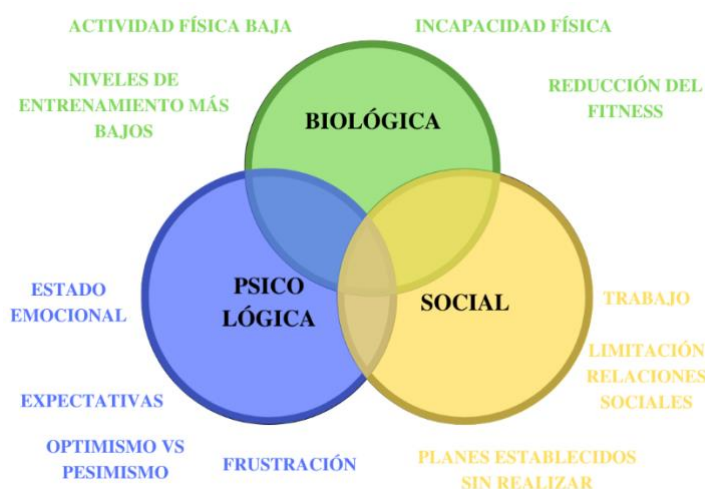 ACTIVIDAD FÍSICA BAJA
INCAPACIDAD FÍSICA
NIVELES DE
ENTRENAMIENTO MÁS
BAJOS
REDUCCIÓN DEL
FITNESS
BIOLÓGICA
PSICO
LÓGICA
SOCIAL
ESTADO
EMOCIONAL
EXPECTATIVAS
OPTIMISMO VS
PESIMISMO
FRUSTRACIÓN
TRABAJO
LIMITACIÓN
RELACIONES
SOCIALES
PLANES ESTABLECIDOS
SIN REALIZAR